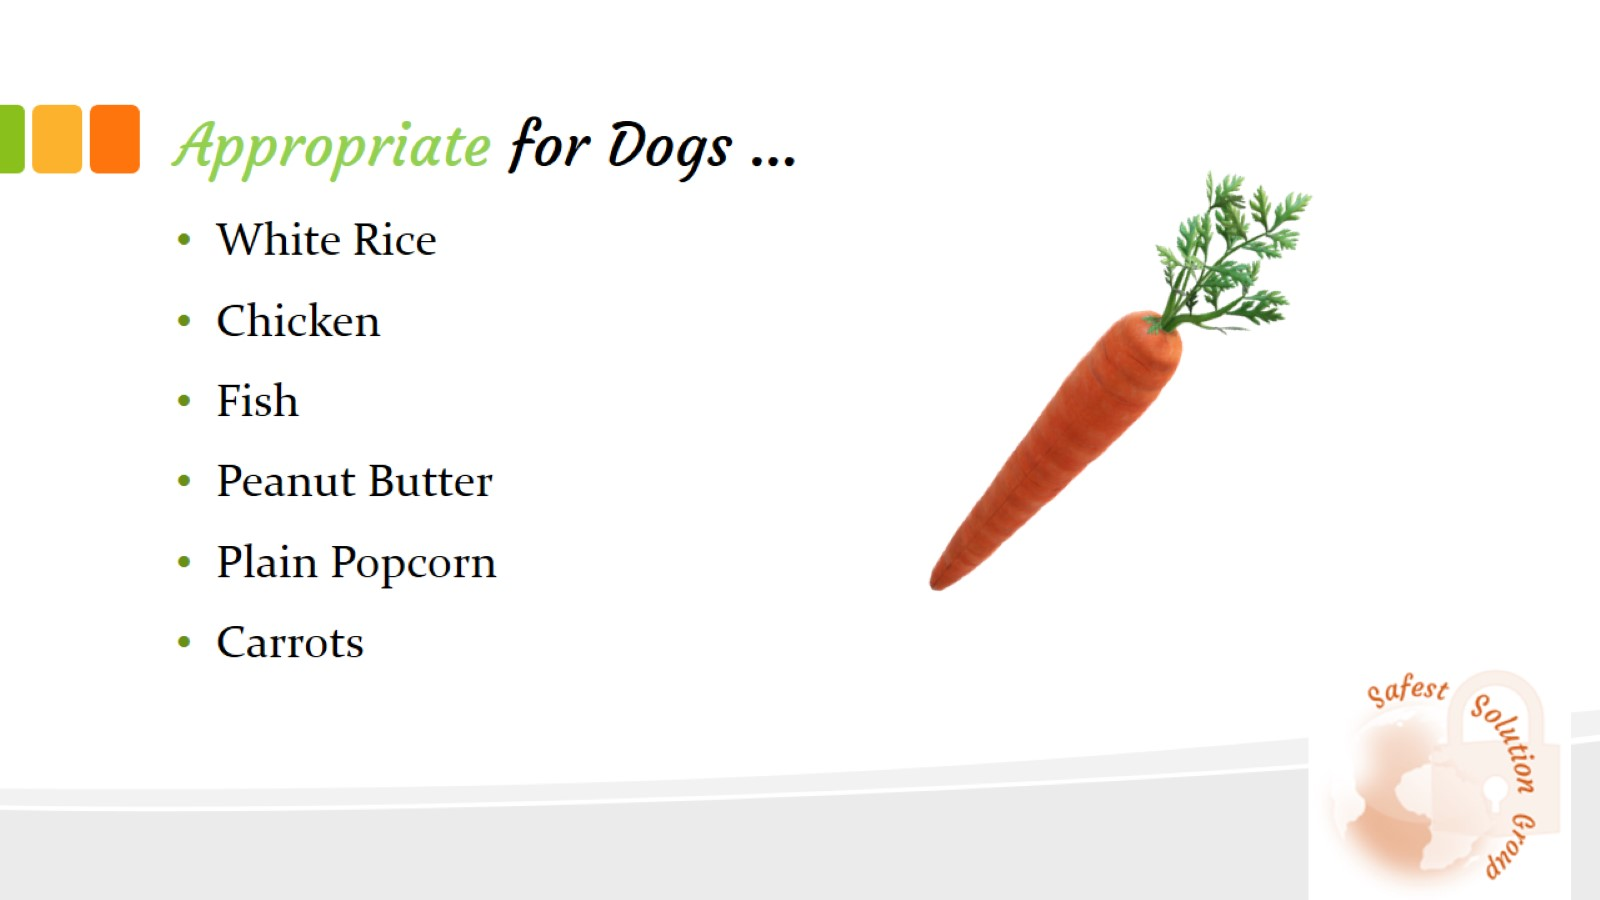 Appropriate for Dogs ...
• White Rice
• Chicken
• Fish
• Peanut Butter
• Plain Popcorn
• Carrots
Safest Solution Group